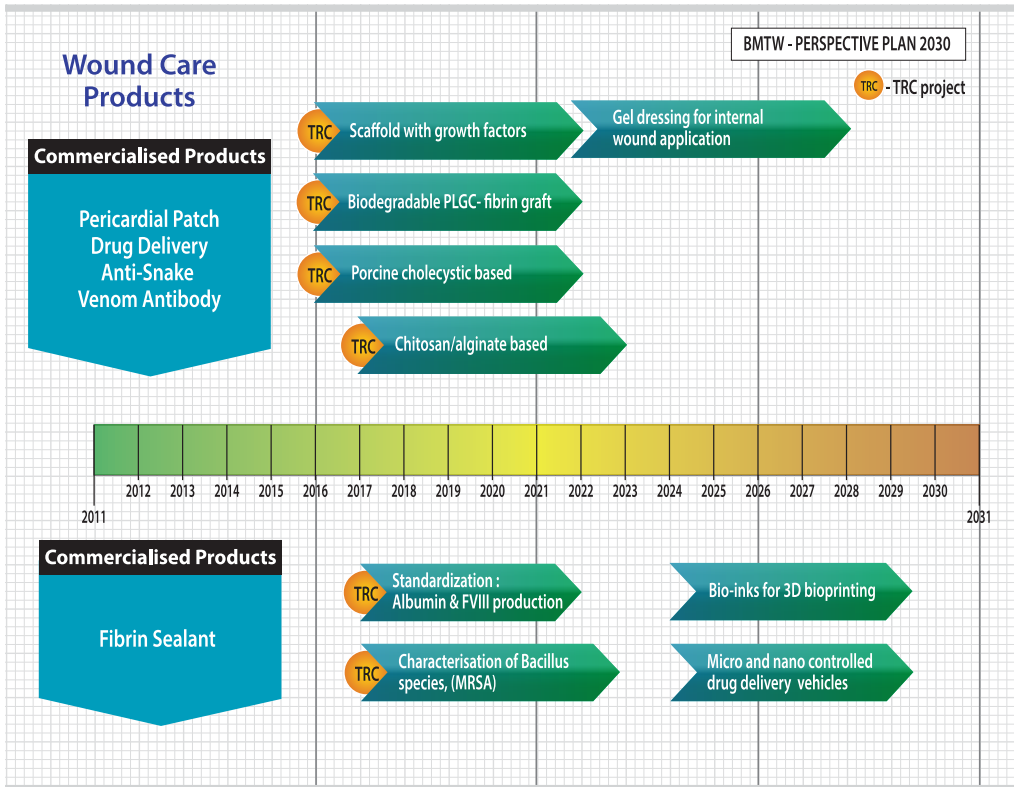 BMTW - PERSPECTIVE PLAN 2030
TRC - TRC project
Wound Care
Products
Commercialised Products
Pericardial Patch
Drug Delivery
Anti-Snake
Venom Antibody
TRC Scaffold with growth factors
Gel dressing for internal
wound application
TRC Biodegradable PLGC- fibrin graft
TRC Porcine cholecystic based
TRC Chitosan/alginate based
2012 2013 2014 2015 2016 2017 2018 2019 2020 2021 2022 2023 2024 2025 2026 2027 2028 2029 2030
2011 2031
Commercialised Products
Fibrin Sealant
TRC Standardization :
Albumin & FVIII production
Bio-inks for 3D bioprinting
TRC Characterisation of Bacillus
species, (MRSA)
Micro and nano controlled
drug delivery vehicles